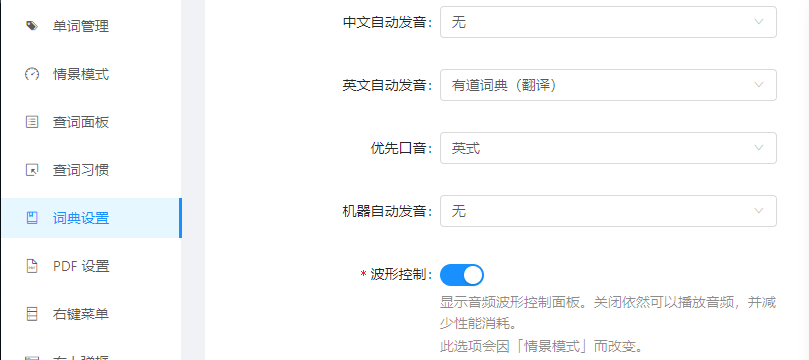 单词管理
情景模式
查词面板
查词习惯
词典设置
PDF 设置
右键菜单
中文自动发音：
无
英文自动发音：
有道词典（翻译）
优先口音：
英式
机器自动发音：
无
* 波形控制：
显示音频波形控制面板。关闭依然可以播放音频，并减
少性能消耗。
此选项会因「情景模式」而改变。